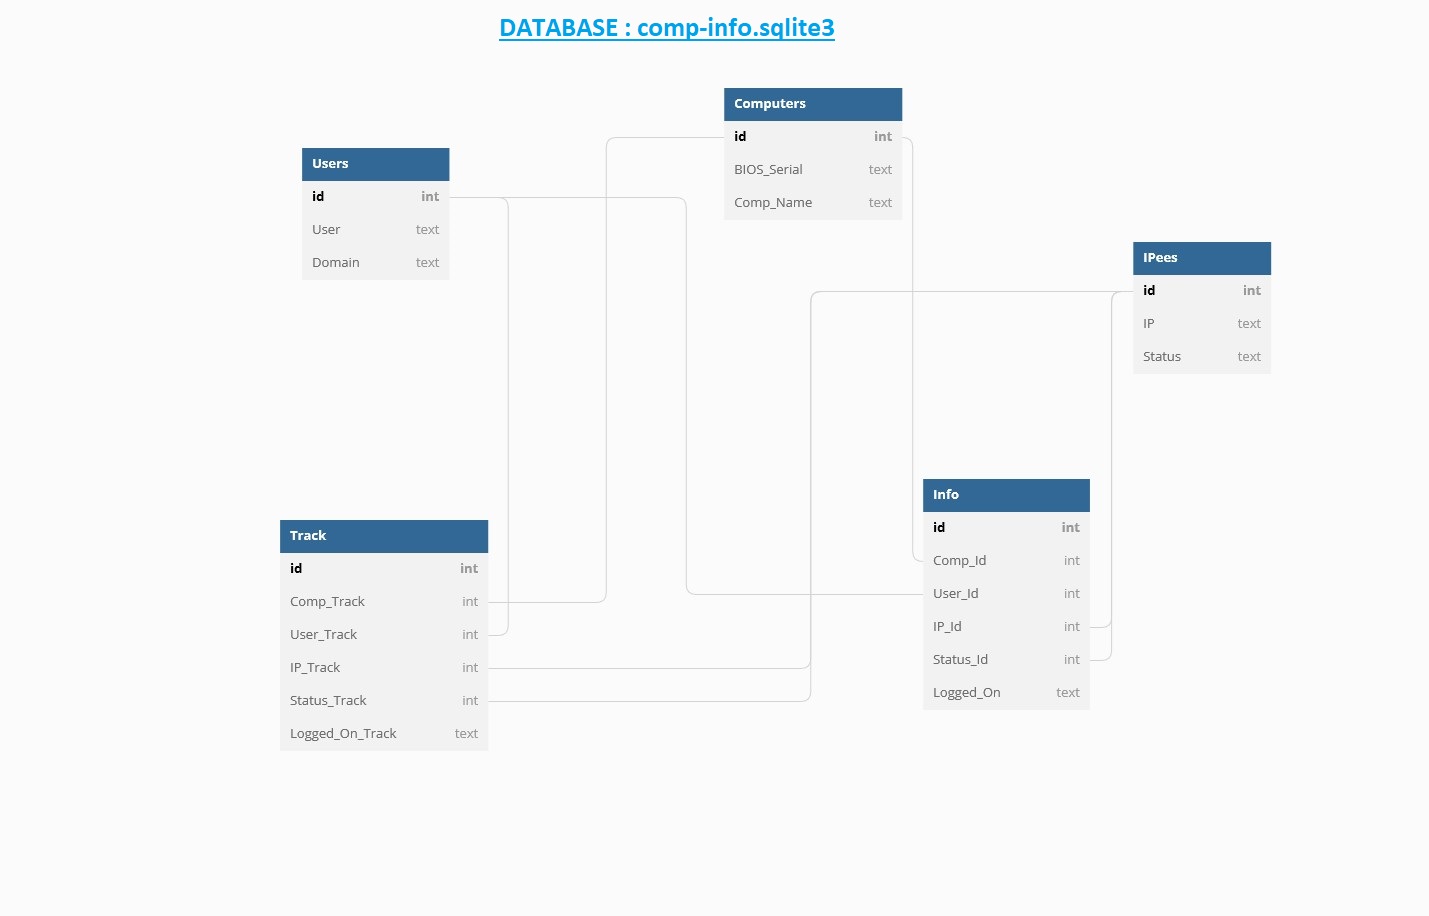 DATABASE : comp-info.sqlite3
Computers
id int
BIOS_Serial text
Comp_Name text
Users
id int
User text
Domain text
IPees
id int
IP text
Status text
Info
id int
Comp_Id int
User_Id int
IP_Id int
Status_Id int
Logged_On text
Track
id int
Comp_Track int
User_Track int
IP_Track int
Status_Track int
Logged_On_Track text